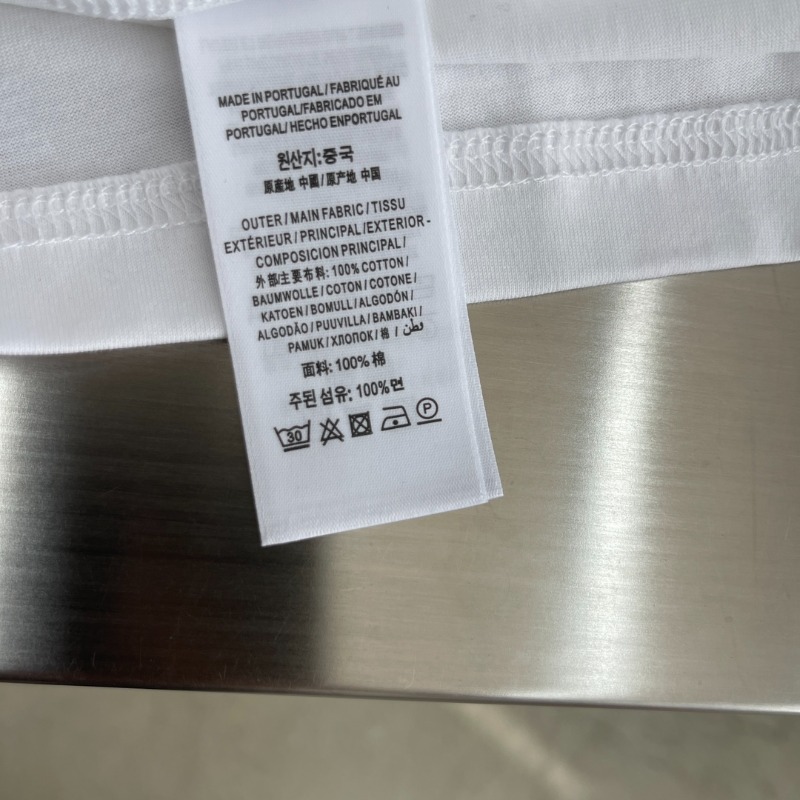 MADE IN PORTUGAL / FABRIQUÉ AU
PORTUGAL/FABRICADO EM
PORTUGAL/ HECHO ENPORTUGAL
원산지:중국
原産地 中國/原产地 中国
OUTER / MAIN FABRIC / TISSU
EXTÉRIEUR / PRINCIPAL /EXTERIOR -
COMPOSICION PRINCIPAL /
外部/主要布料: 100% COTTON /
BAUMWOLLE / COTON / COTONE /
KATOEN / BOMULL / ALGODÓN /
ALGODÃO / PUUVILLA / BAMBAKI /
PAMUK / ХЛОПОК / 棉 / قطن
面料: 100% 棉
주된 섬유: 100%면
30 P